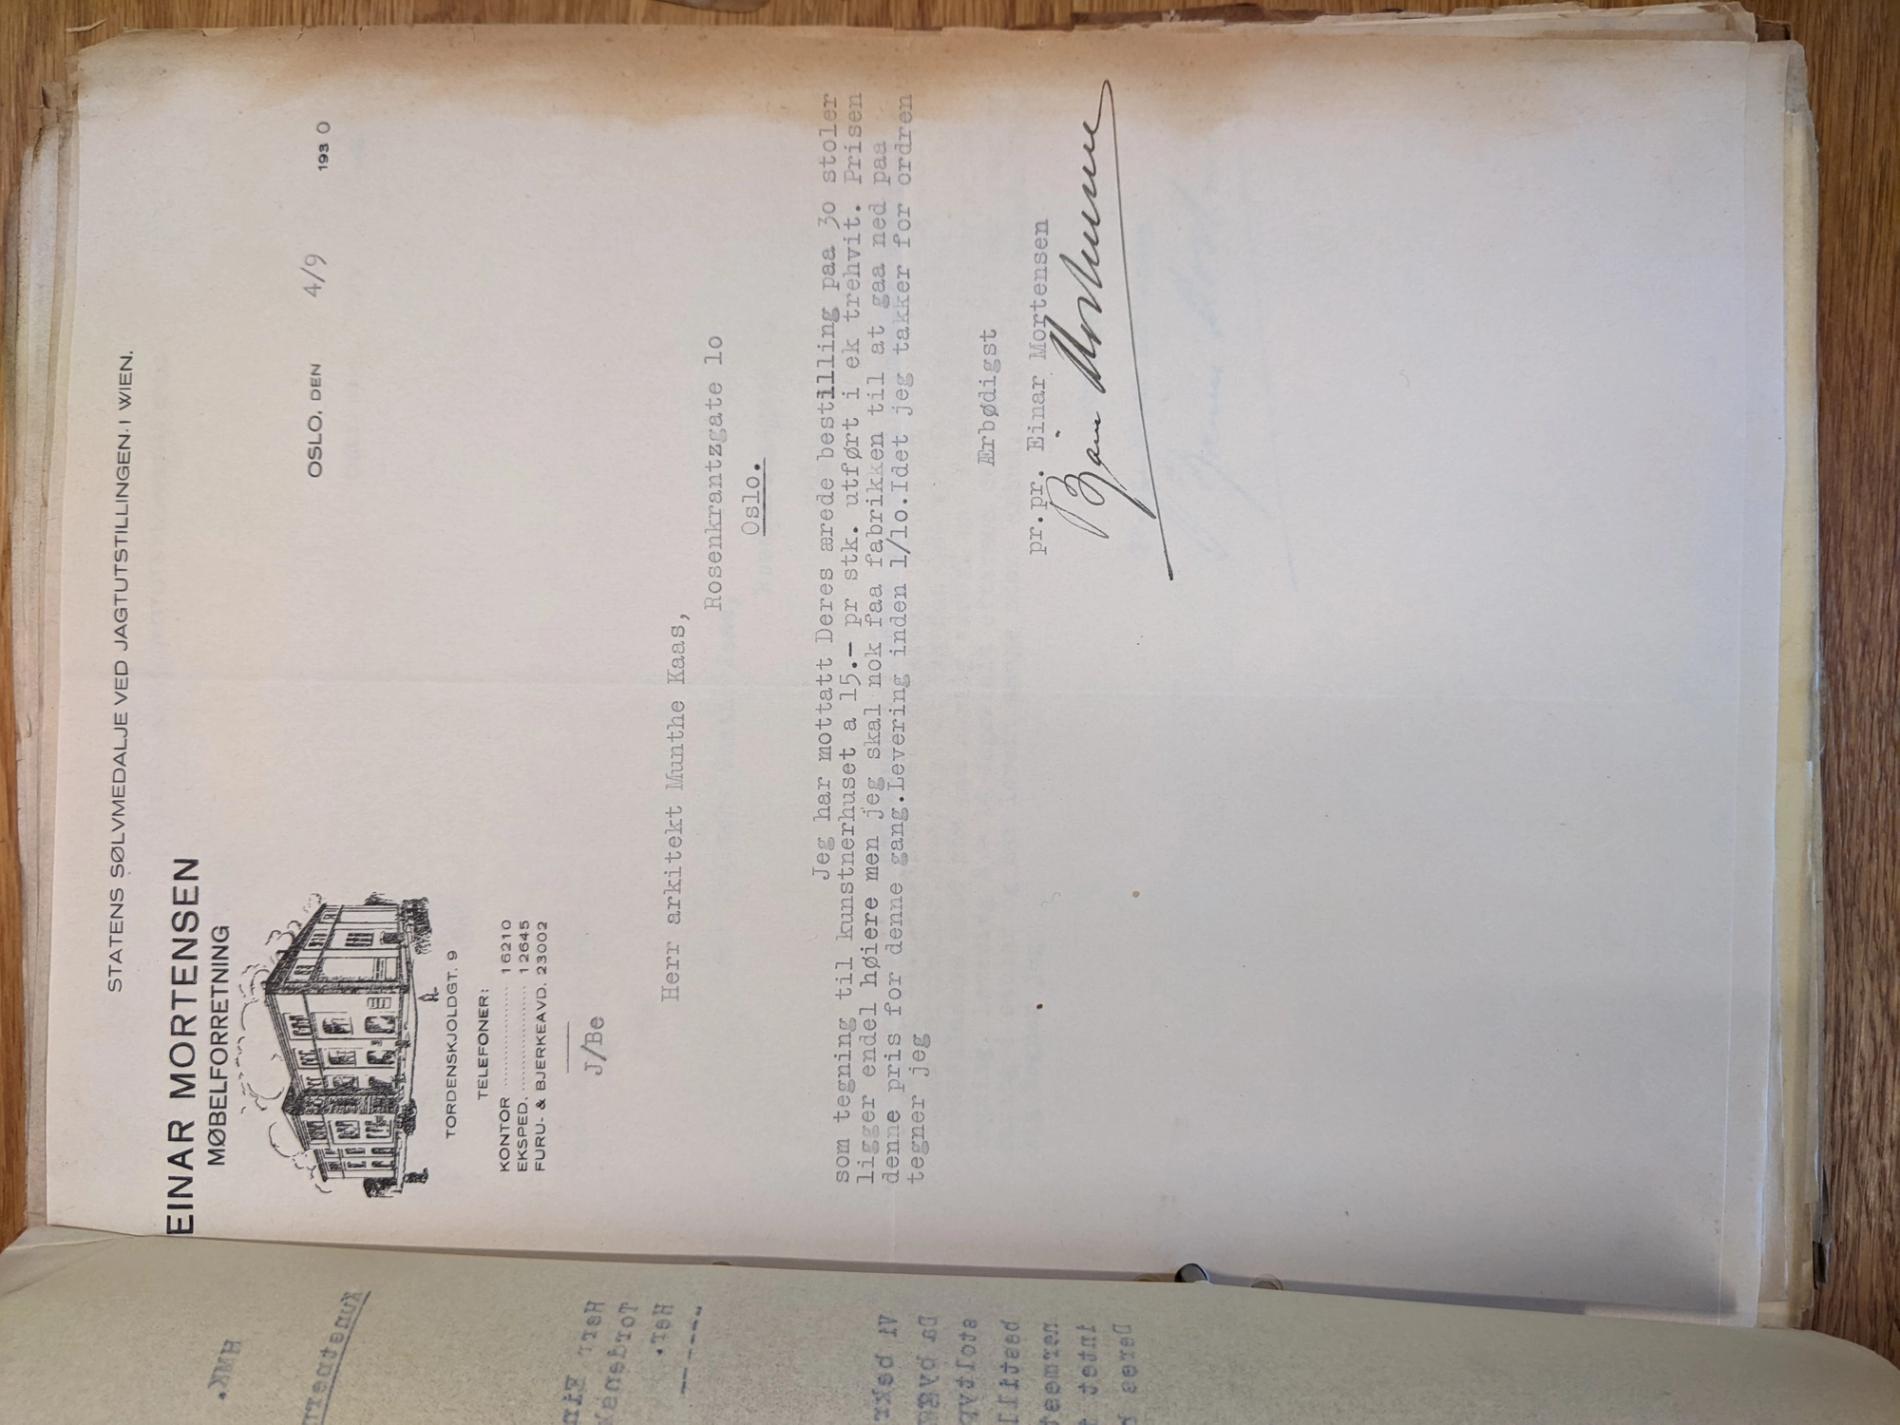 STATENS SØLVMEDALJE VED JAGTUTSTILLINGEN I WIEN.
EINAR MORTENSEN
MØBELFORRETNING
TORDENSKJOLDGT. 9
TELEFONER:
KONTOR 16210
EKSPED. 12645
FURU- & BJERKEAVD. 23002
OSLO, DEN 4/9 1930
J/Be
Herr arkitekt Munthe Kaas,
Rosenkrantzgate lo
Oslo.
Jeg har mottatt Deres ærede bestilling paa 3o stoler
som tegning til kunstnerhuset a 15.- pr stk. utført i ek trehvit. Prisen
ligger endel høiere men jeg skal nok faa fabrikken til at gaa ned paa
denne pris for denne gang.Levering inden 1/lo.Idet jeg takker for ordren
tegner jeg
Ærbødigst
pr.pr. Einar Mortensen